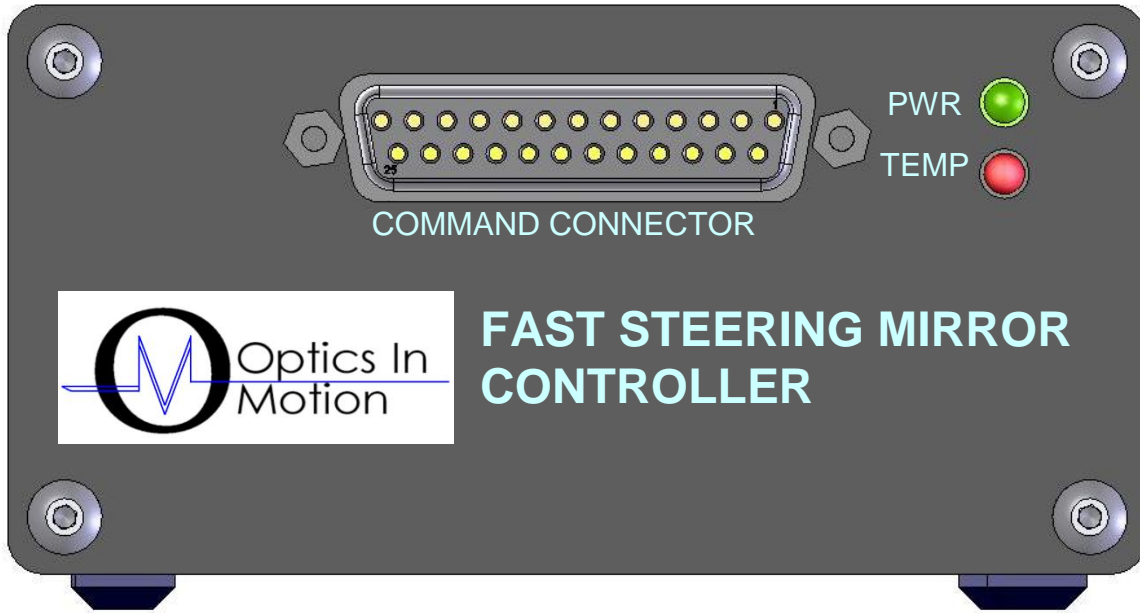 1
PWR
25
TEMP
COMMAND CONNECTOR
Optics In
Motion
FAST STEERING MIRROR
CONTROLLER